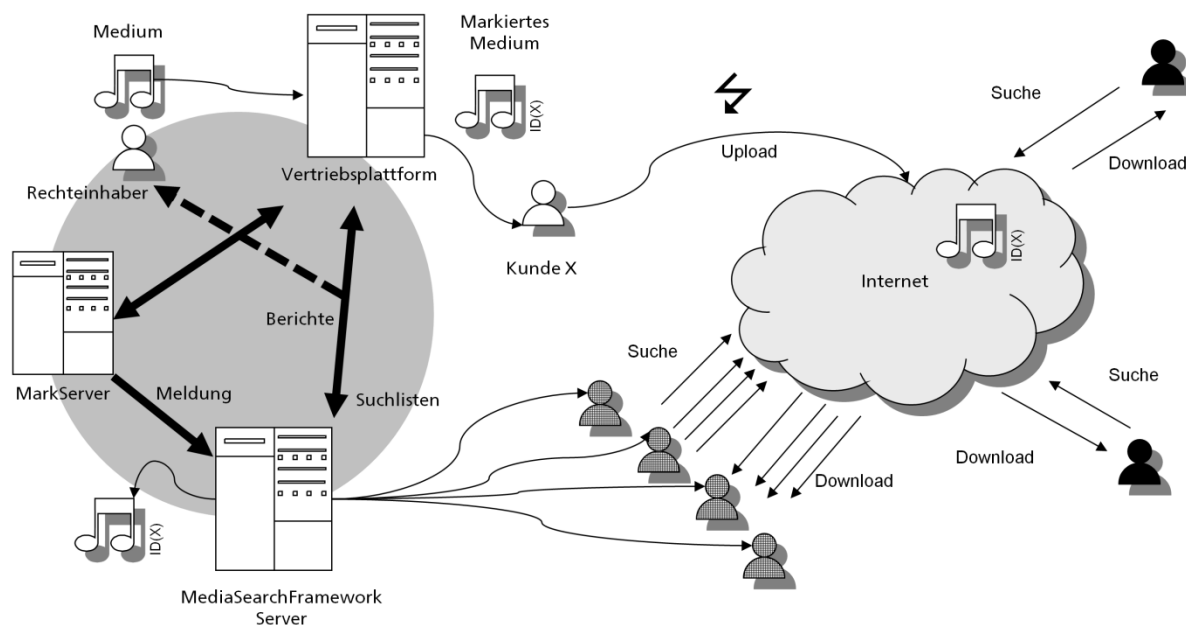 Medium
Markiertes
Medium
ID(X)
Suche
Download
Upload
Rechteinhaber
Vertriebsplattform
Kunde X
ID(X)
Internet
Berichte
Suche
Suche
MarkServer
Meldung
Suchlisten
Download
Download
ID(X)
MediaSearchFramework
Server